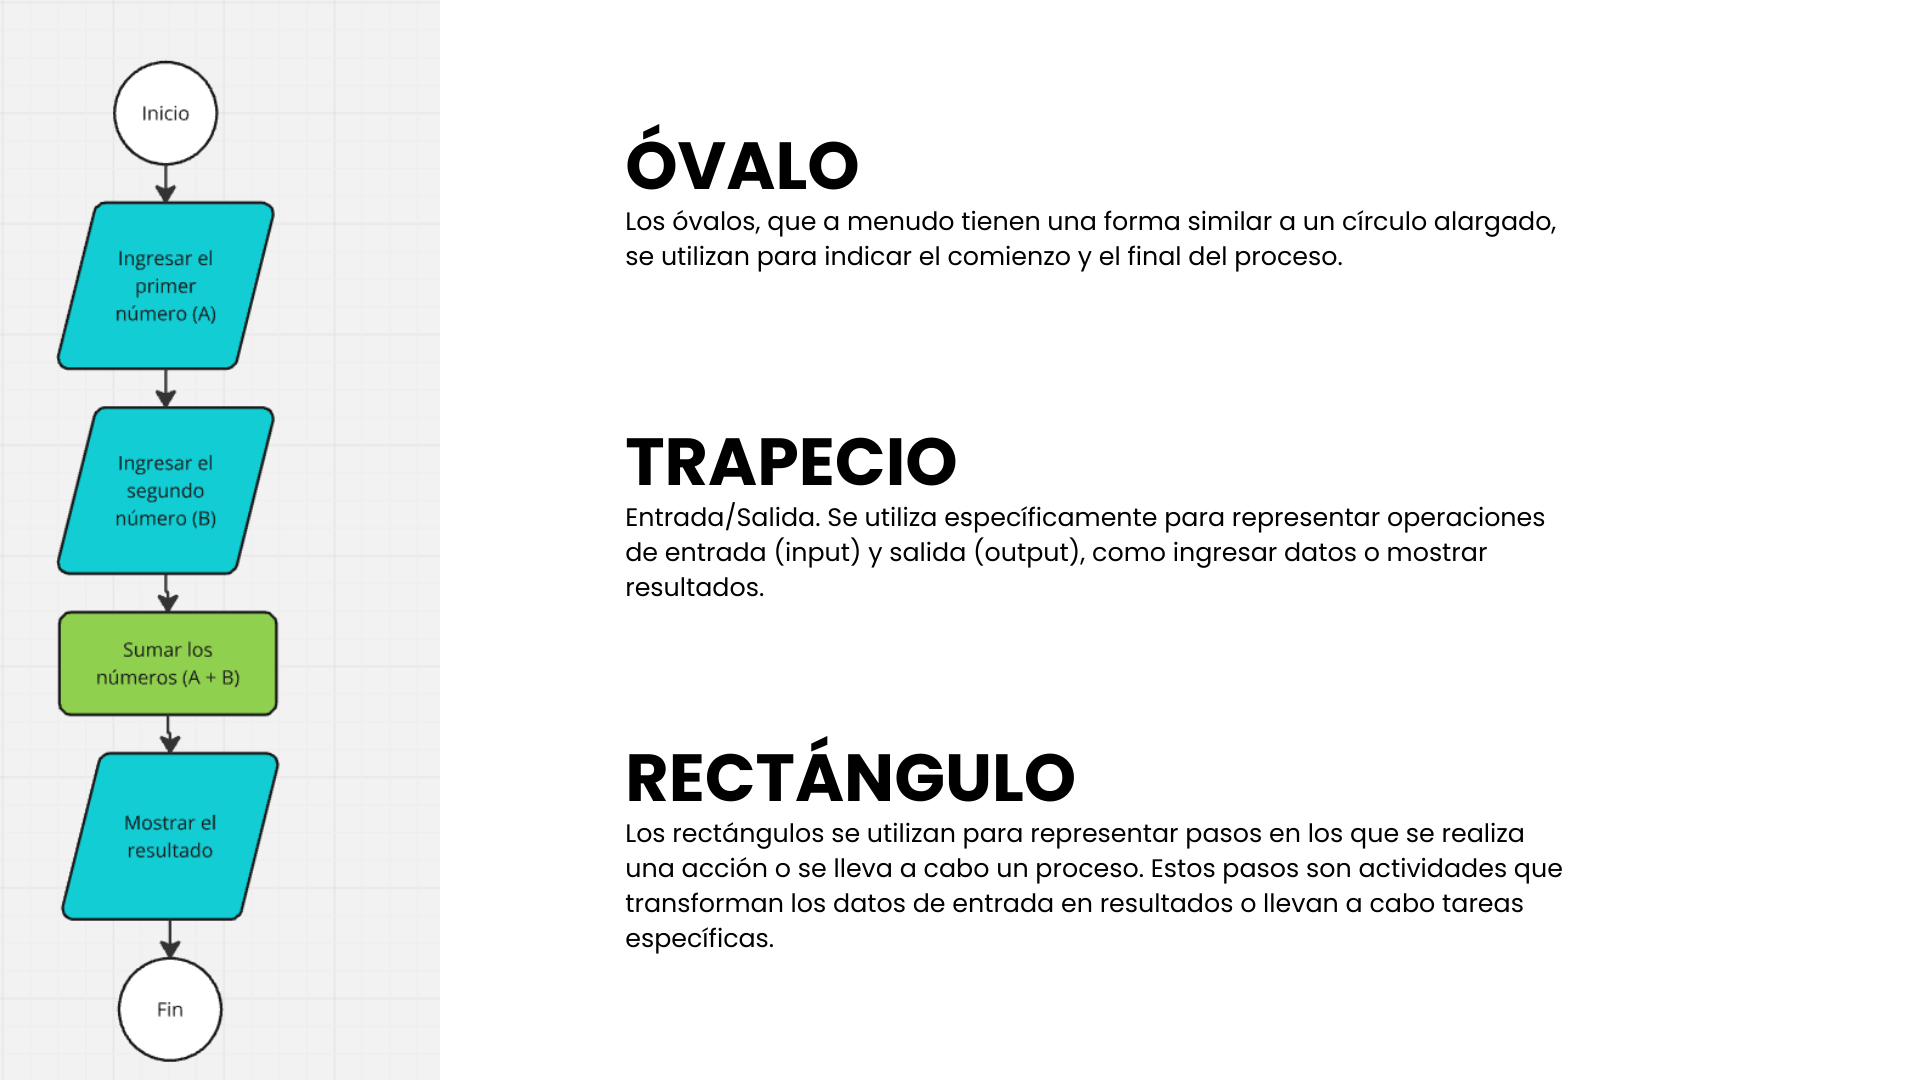 Inicio
Ingresar el
primer
número (A)
Ingresar el
segundo
número (B)
Sumar los
números (A + B)
Mostrar el
resultado
Fin
ÓVALO
Los óvalos, que a menudo tienen una forma similar a un círculo alargado,
se utilizan para indicar el comienzo y el final del proceso.
TRAPECIO
Entrada/Salida. Se utiliza específicamente para representar operaciones
de entrada (input) y salida (output), como ingresar datos o mostrar
resultados.
RECTÁNGULO
Los rectángulos se utilizan para representar pasos en los que se realiza
una acción o se lleva a cabo un proceso. Estos pasos son actividades que
transforman los datos de entrada en resultados o llevan a cabo tareas
específicas.